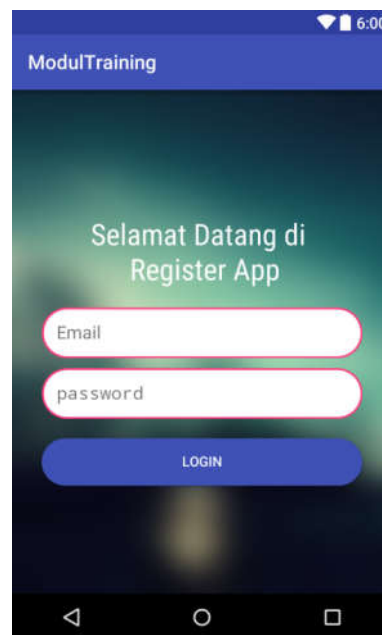 6:00
ModulTraining
Selamat Datang di
Register App
Email
password
LOGIN